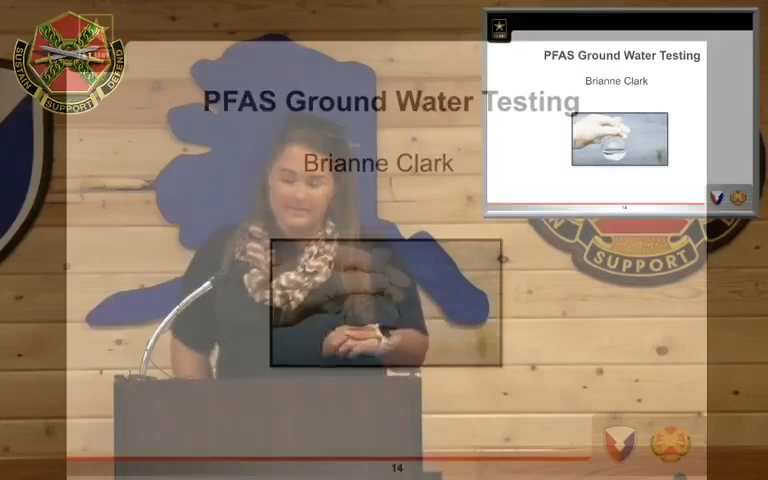 SUSTAIN SUPPORT DEFEND
PFAS Ground Water Testing
Brianne Clark
14
PFAS Ground Water Testing
Brianne Clark
14
SUPPORT